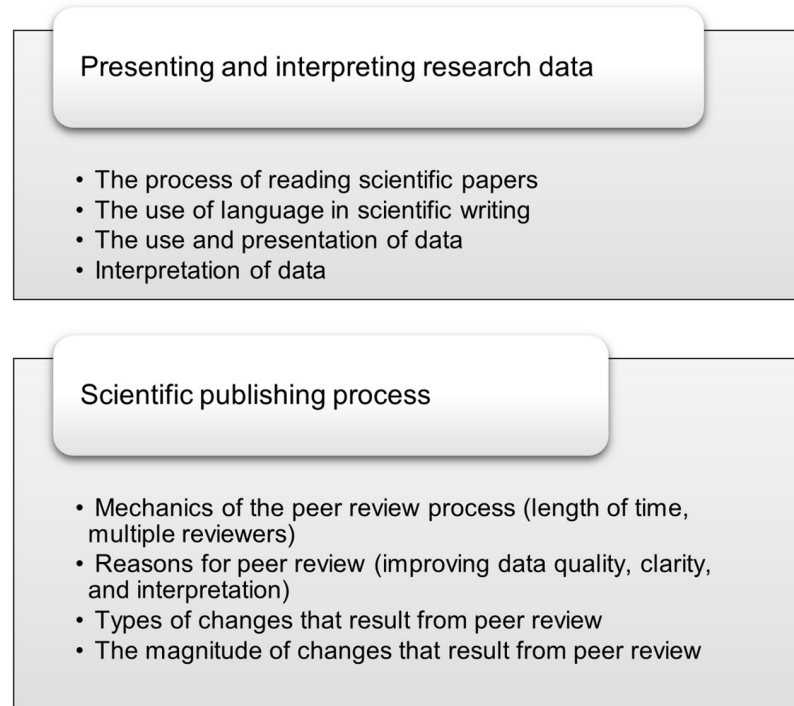 Presenting and interpreting research data
• The process of reading scientific papers
• The use of language in scientific writing
• The use and presentation of data
• Interpretation of data
Scientific publishing process
• Mechanics of the peer review process (length of time,
multiple reviewers)
• Reasons for peer review (improving data quality, clarity,
and interpretation)
• Types of changes that result from peer review
• The magnitude of changes that result from peer review